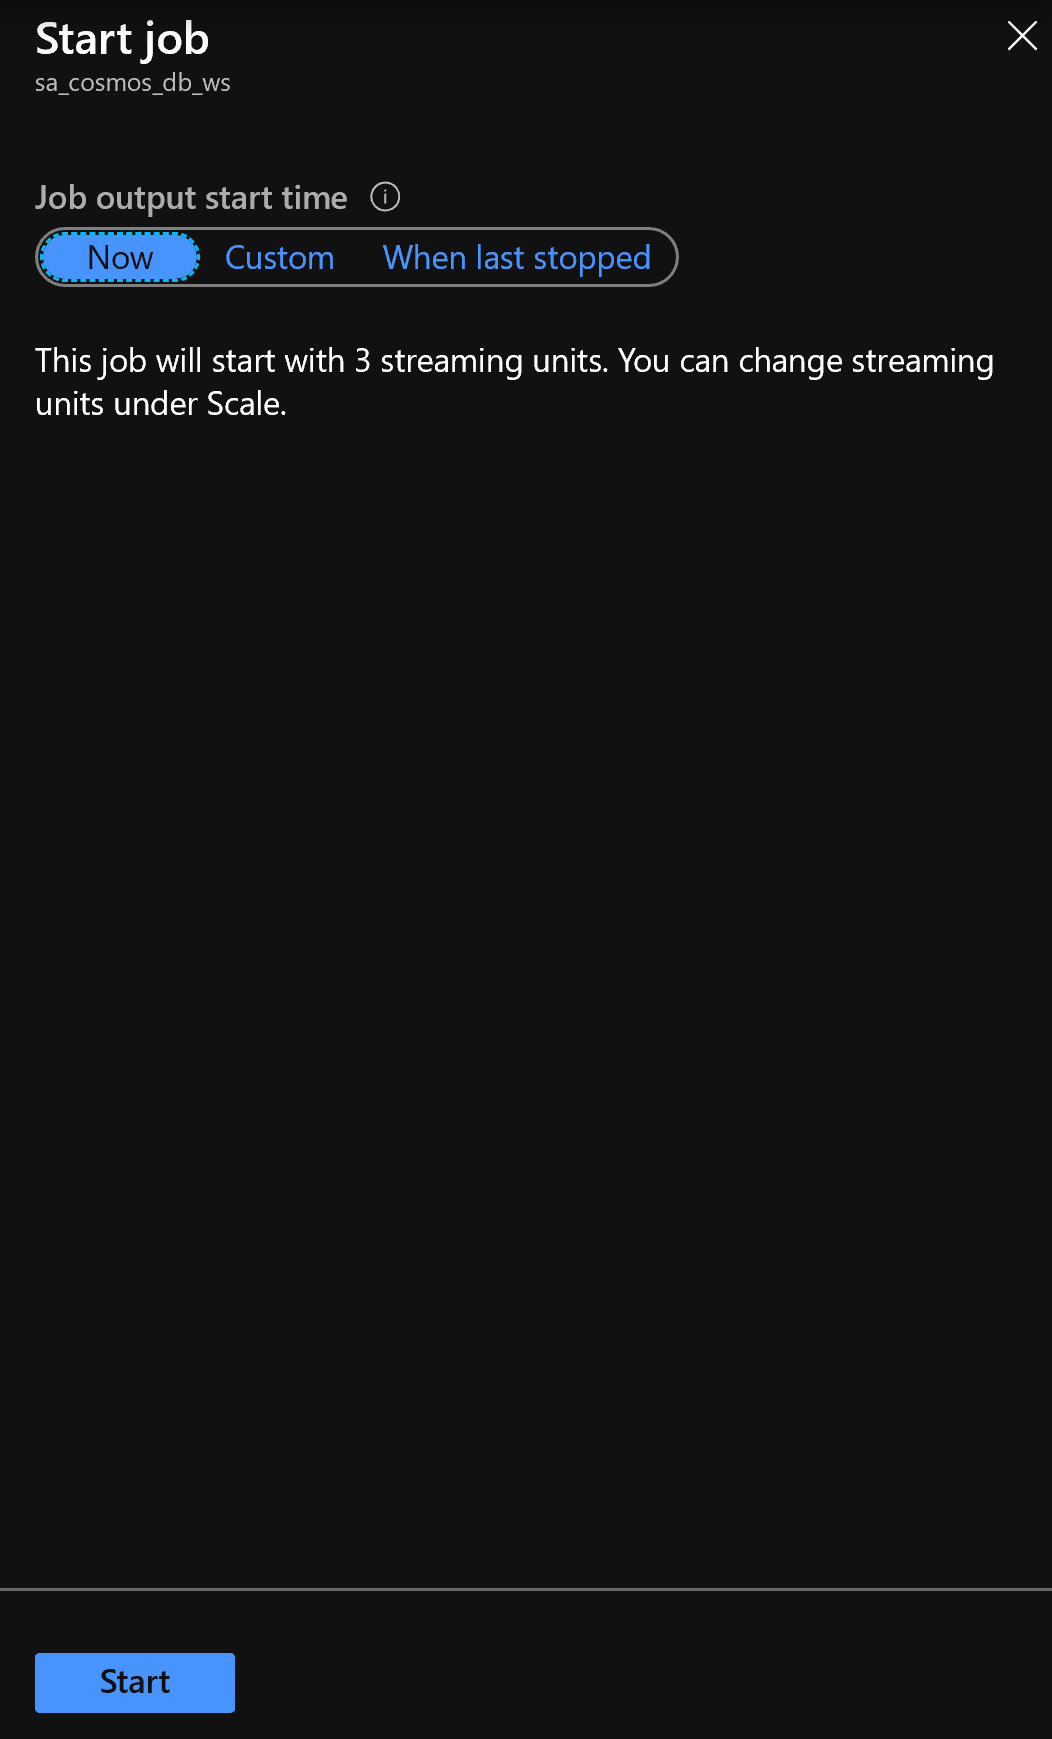 Start job
sa_cosmos_db_ws
Job output start time
Now Custom When last stopped
This job will start with 3 streaming units. You can change streaming
units under Scale.
Start